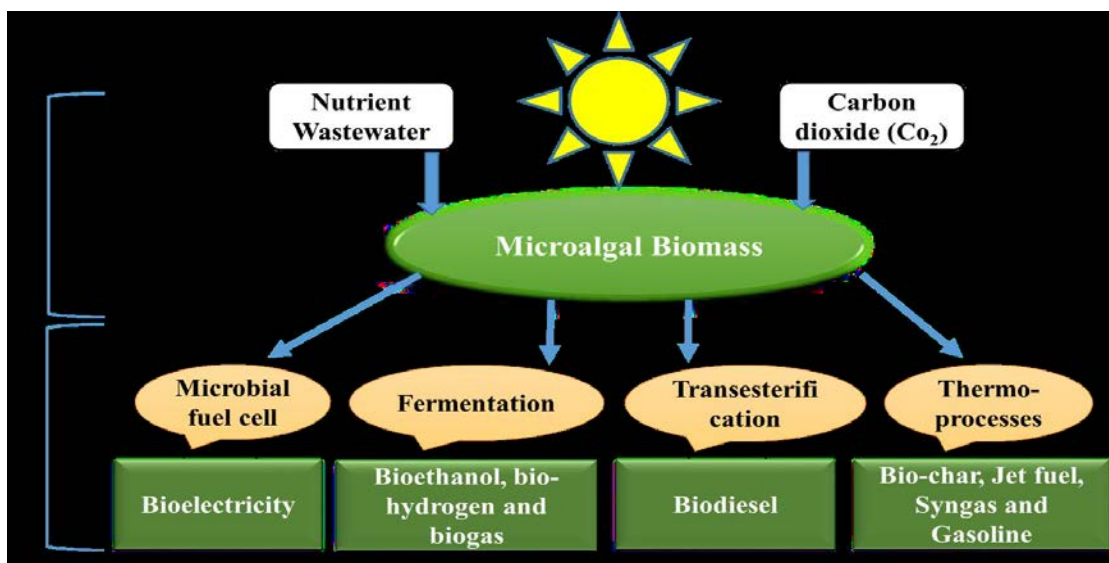 Nutrient
Wastewater
Carbon
dioxide (Co₂)
Microalgal Biomass
Microbial
fuel cell
Fermentation
Transesterifi
cation
Thermo-
processes
Bioelectricity
Bioethanol, bio-
hydrogen and
biogas
Biodiesel
Bio-char, Jet fuel,
Syngas and
Gasoline